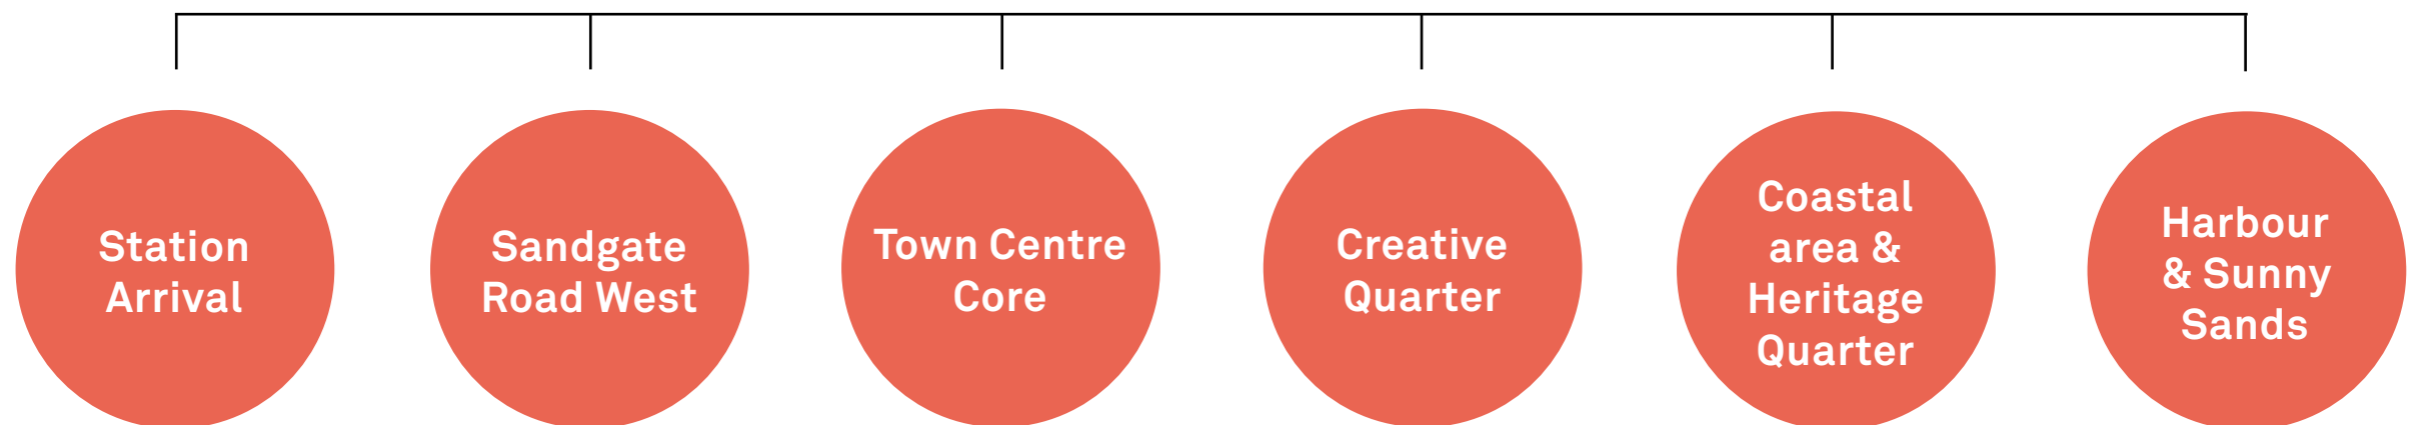 Station
Arrival
Sandgate
Road West
Town Centre
Core
Creative
Quarter
Coastal
area &
Heritage
Quarter
Harbour
& Sunny
Sands